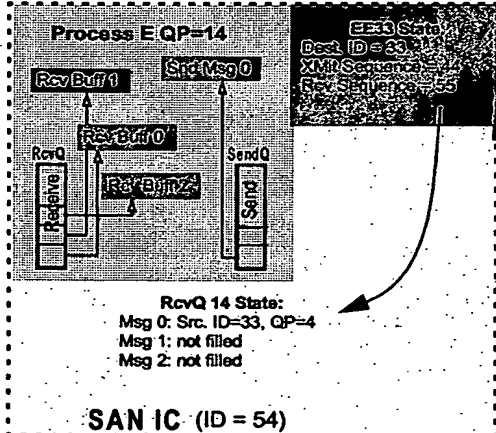 Process E QP=14
EE33 State
Dest. ID = 33
XMit Sequence = 14
Rcv Sequence
Rcv Buff 1
Snd Msg 0
Rcv Buff 0
RcvQ
SendQ
Rcv Buff 2
Receive
Send
RcvQ 14 State:
Msg 0: Src. ID=33, QP=4
Msg 1: not filled
Msg 2: not filled
SAN IC (ID = 54)